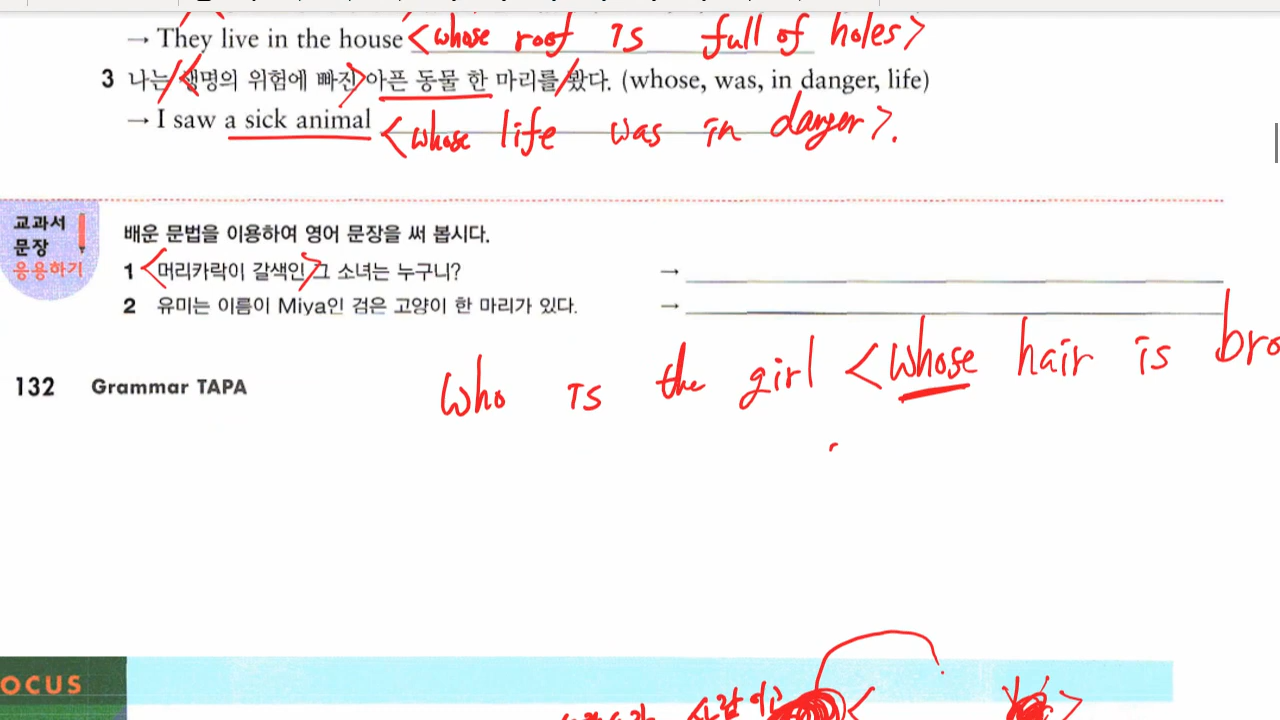 → They live in the house <whose roof is full of holes>
3 나는 생명의 위험에 빠진 아픈 동물 한 마리를 봤다. (whose, was, in danger, life)
→ I saw a sick animal <whose life was in danger>.
교과서
문장
응용하기
배운 문법을 이용하여 영어 문장을 써 봅시다.
1 <머리카락이 갈색인> 그 소녀는 누구니? →
2 유미는 이름이 Miya인 검은 고양이 한 마리가 있다. →
who is the girl <whose hair is bro
132 Grammar TAPA
OCUS